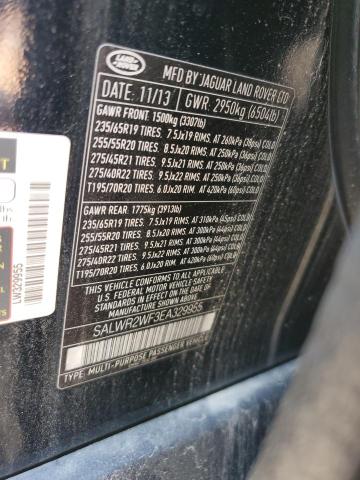 LAND ROVER
MFD BY JAGUAR LAND ROVER LTD
DATE: 11/13 GWR: 2950kg (6504lb)
GAWR FRONT 1500kg (3307lb)
235/65R19 TIRES. 7.5Jx19 RIMS. AT 260kPa (38psi) COLD
255/55R20 TIRES. 8.5Jx20 RIMS. AT 250kPa (36psi) COLD
275/45R21 TIRES. 9.5Jx21 RIMS. AT 250kPa (36psi) COLD
275/40R22 TIRES. 9.5Jx22 RIMS. AT 250kPa (36psi) COLD
T195/70R20 TIRES. 6.0Jx20 RIM. AT 420kPa (60psi) COLD
GAWR REAR 1775kg (3913lb)
235/65R19 TIRES. 7.5Jx19 RIMS. AT 310kPa (45psi) COLD
255/55R20 TIRES. 8.5Jx20 RIMS. AT 300kPa (44psi) COLD
275/45R21 TIRES. 9.5Jx21 RIMS. AT 300kPa (44psi) COLD
275/40R22 TIRES. 9.5Jx22 RIMS. AT 300kPa (44psi) COLD
T195/70R20 TIRES. 6.0Jx20 RIM. AT 420kPa (60psi) COLD
THIS VEHICLE CONFORMS TO ALL APPLICABLE
U.S. FEDERAL MOTOR VEHICLE SAFETY
STANDARDS IN EFFECT ON THE DATE OF
MANUFACTURE SHOWN ABOVE.
SALWR2WF3EA329955
TYPE: MULTI-PURPOSE PASSENGER VEHICLE
LW329955